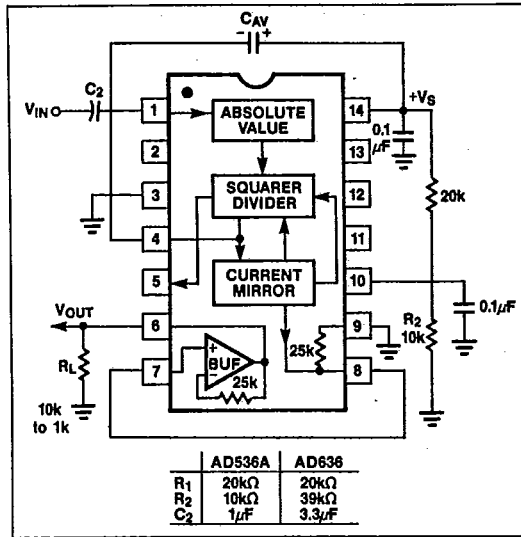 CAV
- +
C2
VIN
1
2
3
4
5
6
7
ABSOLUTE
VALUE
SQUARER
DIVIDER
CURRENT
MIRROR
BUF
+
-
25k
25k
14
13
12
11
10
9
8
+VS
0.1
µF
20k
0.1µF
R2
10k
VOUT
RL
10k
to 1k
AD536A AD636
R1 20kΩ 20kΩ
R2 10kΩ 39kΩ
C2 1µF 3.3µF